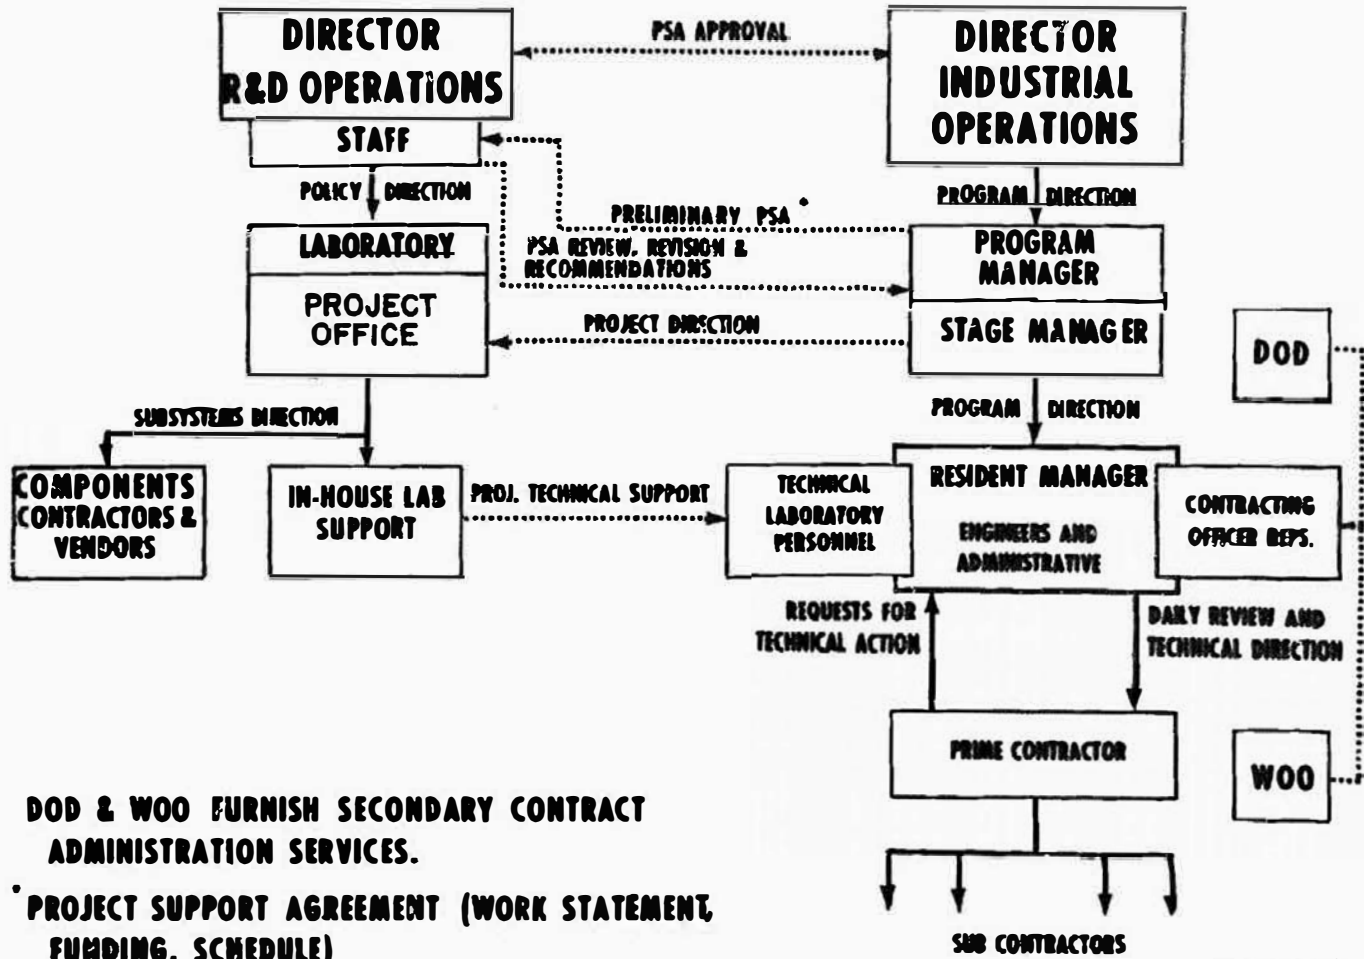 DIRECTOR
R&D OPERATIONS
STAFF
PSA APPROVAL
DIRECTOR
INDUSTRIAL
OPERATIONS
POLICY DIRECTION
PROGRAM DIRECTION
LABORATORY
PROJECT
OFFICE
PRELIMINARY PSA*
PSA REVIEW, REVISION &
RECOMMENDATIONS
PROGRAM
MANAGER
PROJECT DIRECTION
STAGE MANAGER
DOD
SUBSYSTEMS DIRECTION
PROGRAM DIRECTION
COMPONENTS
CONTRACTORS &
VENDORS
IN-HOUSE LAB
SUPPORT
PROJ. TECHNICAL SUPPORT
TECHNICAL
LABORATORY
PERSONNEL
RESIDENT MANAGER
ENGINEERS AND
ADMINISTRATIVE
CONTRACTING
OFFICER REPS.
REQUESTS FOR
TECHNICAL ACTION
DAILY REVIEW AND
TECHNICAL DIRECTION
PRIME CONTRACTOR
WOO
SUB CONTRACTORS
DOD & WOO FURNISH SECONDARY CONTRACT
ADMINISTRATION SERVICES.
*PROJECT SUPPORT AGREEMENT (WORK STATEMENT,
FUNDING, SCHEDULE)